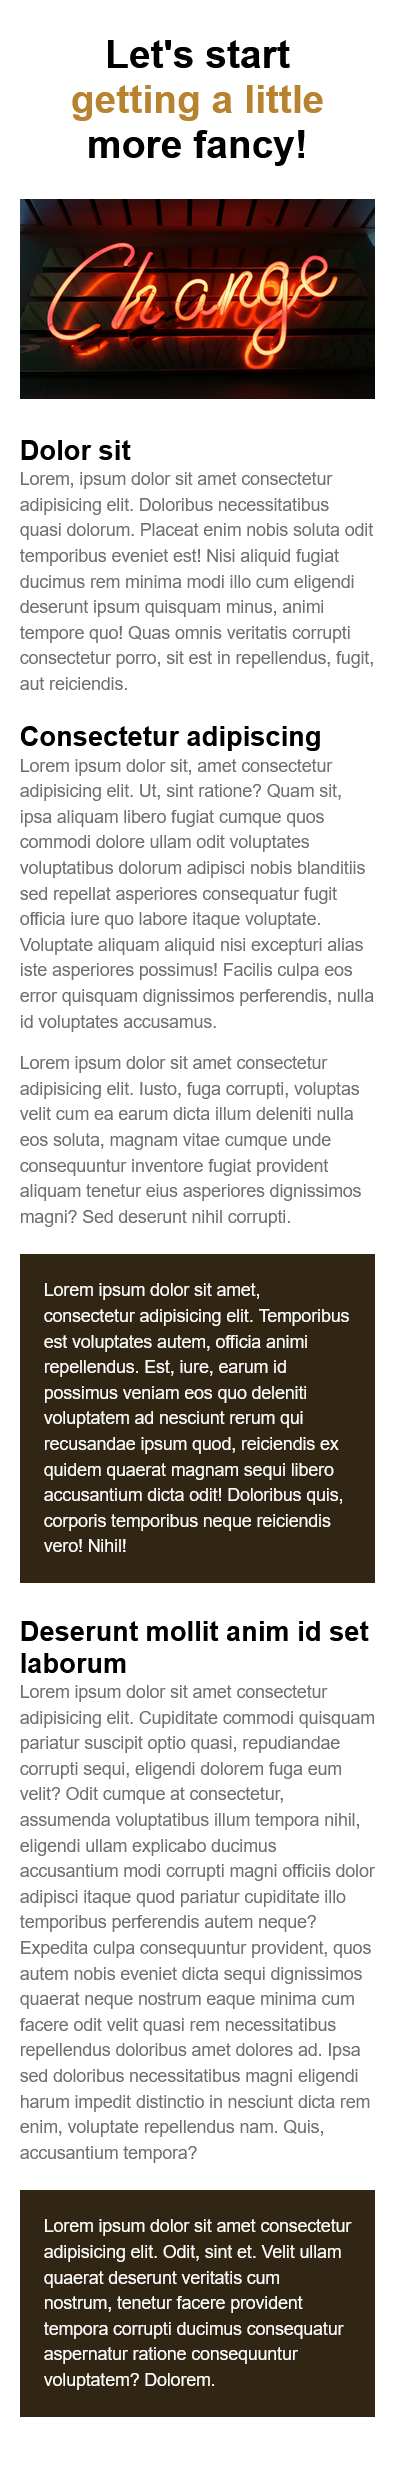 Let's start
getting a little
more fancy!
Change
Dolor sit
Lorem, ipsum dolor sit amet consectetur
adipisicing elit. Doloribus necessitatibus
quasi dolorum. Placeat enim nobis soluta odit
temporibus eveniet est! Nisi aliquid fugiat
ducimus rem minima modi illo cum eligendi
deserunt ipsum quisquam minus, animi
tempore quo! Quas omnis veritatis corrupti
consectetur porro, sit est in repellendus, fugit,
aut reiciendis.
Consectetur adipiscing
Lorem ipsum dolor sit, amet consectetur
adipisicing elit. Ut, sint ratione? Quam sit,
ipsa aliquam libero fugiat cumque quos
commodi dolore ullam odit voluptates
voluptatibus dolorum adipisci nobis blanditiis
sed repellat asperiores consequatur fugit
officia iure quo labore itaque voluptate.
Voluptate aliquam aliquid nisi excepturi alias
iste asperiores possimus! Facilis culpa eos
error quisquam dignissimos perferendis, nulla
id voluptates accusamus.
Lorem ipsum dolor sit amet consectetur
adipisicing elit. Iusto, fuga corrupti, voluptas
velit cum ea earum dicta illum deleniti nulla
eos soluta, magnam vitae cumque unde
consequuntur inventore fugiat provident
aliquam tenetur eius asperiores dignissimos
magni? Sed deserunt nihil corrupti.
Lorem ipsum dolor sit amet,
consectetur adipisicing elit. Temporibus
est voluptates autem, officia animi
repellendus. Est, iure, earum id
possimus veniam eos quo deleniti
voluptatem ad nesciunt rerum qui
recusandae ipsum quod, reiciendis ex
quidem quaerat magnam sequi libero
accusantium dicta odit! Doloribus quis,
corporis temporibus neque reiciendis
vero! Nihil!
Deserunt mollit anim id set
laborum
Lorem ipsum dolor sit amet consectetur
adipisicing elit. Cupiditate commodi quisquam
pariatur suscipit optio quasi, repudiandae
corrupti sequi, eligendi dolorem fuga eum
velit? Odit cumque at consectetur,
assumenda voluptatibus illum tempora nihil,
eligendi ullam explicabo ducimus
accusantium modi corrupti magni officiis dolor
adipisci itaque quod pariatur cupiditate illo
temporibus perferendis autem neque?
Expedita culpa consequuntur provident, quos
autem nobis eveniet dicta sequi dignissimos
quaerat neque nostrum eaque minima cum
facere odit velit quasi rem necessitatibus
repellendus doloribus amet dolores ad. Ipsa
sed doloribus necessitatibus magni eligendi
harum impedit distinctio in nesciunt dicta rem
enim, voluptate repellendus nam. Quis,
accusantium tempora?
Lorem ipsum dolor sit amet consectetur
adipisicing elit. Odit, sint et. Velit ullam
quaerat deserunt veritatis cum
nostrum, tenetur facere provident
tempora corrupti ducimus consequatur
aspernatur ratione consequuntur
voluptatem? Dolorem.